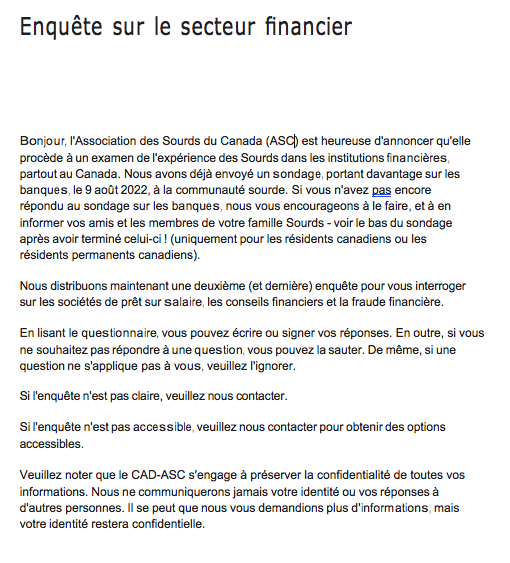 Enquête sur le secteur financier
Bonjour, l'Association des Sourds du Canada (ASC) est heureuse d'annoncer qu'elle
procède à un examen de l'expérience des Sourds dans les institutions financières,
partout au Canada. Nous avons déjà envoyé un sondage, portant davantage sur les
banques, le 9 août 2022, à la communauté sourde. Si vous n'avez pas encore
répondu au sondage sur les banques, nous vous encourageons à le faire, et à en
informer vos amis et les membres de votre famille Sourds - voir le bas du sondage
après avoir terminé celui-ci ! (uniquement pour les résidents canadiens ou les
résidents permanents canadiens).
Nous distribuons maintenant une deuxième (et dernière) enquête pour vous interroger
sur les sociétés de prêt sur salaire, les conseils financiers et la fraude financière.
En lisant le questionnaire, vous pouvez écrire ou signer vos réponses. En outre, si vous
ne souhaitez pas répondre à une question, vous pouvez la sauter. De même, si une
question ne s'applique pas à vous, veuillez l'ignorer.
Si l'enquête n'est pas claire, veuillez nous contacter.
Si l'enquête n'est pas accessible, veuillez nous contacter pour obtenir des options
accessibles.
Veuillez noter que le CAD-ASC s'engage à préserver la confidentialité de toutes vos
informations. Nous ne communiquerons jamais votre identité ou vos réponses à
d'autres personnes. Il se peut que nous vous demandions plus d'informations, mais
votre identité restera confidentielle.